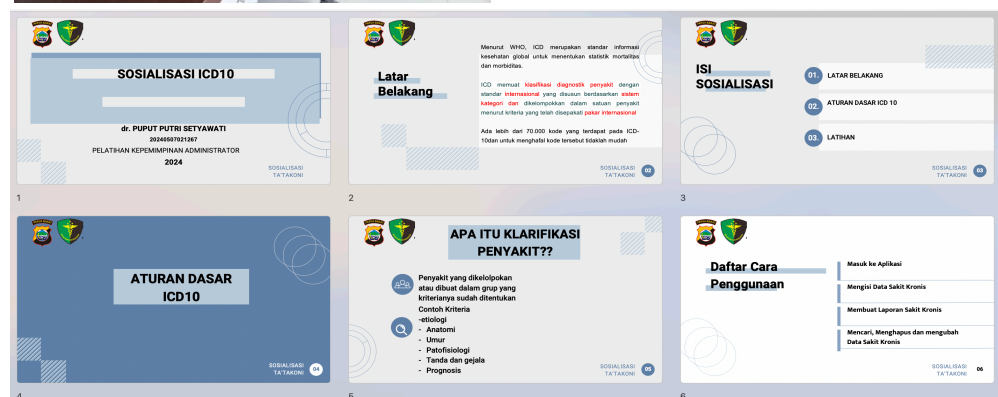 SOSIALISASI ICD10
dr. PUPUT PUTRI SETYAWATI
20240507021267
PELATIHAN KEPEMIMPINAN ADMINISTRATOR
2024
SOSIALISASI
TA'TAKONI
1
Latar
Belakang
Menurut WHO, ICD merupakan standar informasi
kesehatan global untuk menentukan statistik mortalitas
dan morbiditas.
ICD memuat klasifikasi diagnostik penyakit dengan
standar internasional yang disusun berdasarkan sistem
kategori dan dikelompokkan dalam satuan penyakit
menurut kriteria yang telah disepakati pakar internasional
Ada lebih dari 70.000 kode yang terdapat pada ICD-
10dan untuk menghafal kode tersebut tidaklah mudah
SOSIALISASI
TA'TAKONI
02
2
ISI
SOSIALISASI
01. LATAR BELAKANG
02. ATURAN DASAR ICD 10
03. LATIHAN
SOSIALISASI
TA'TAKONI
03
3
ATURAN DASAR
ICD10
SOSIALISASI
TA'TAKONI
04
4
APA ITU KLARIFIKASI
PENYAKIT??
Penyakit yang dikelolpokan
atau dibuat dalam grup yang
kriterianya sudah ditentukan
Contoh Kriteria
-etiologi
- Anatomi
- Umur
- Patofisiologi
- Tanda dan gejala
- Prognosis
SOSIALISASI
TA'TAKONI
05
5
Daftar Cara
Penggunaan
Masuk ke Aplikasi
Mengisi Data Sakit Kronis
Membuat Laporan Sakit Kronis
Mencari, Menghapus dan mengubah
Data Sakit Kronis
SOSIALISASI
TA'TAKONI
06
6